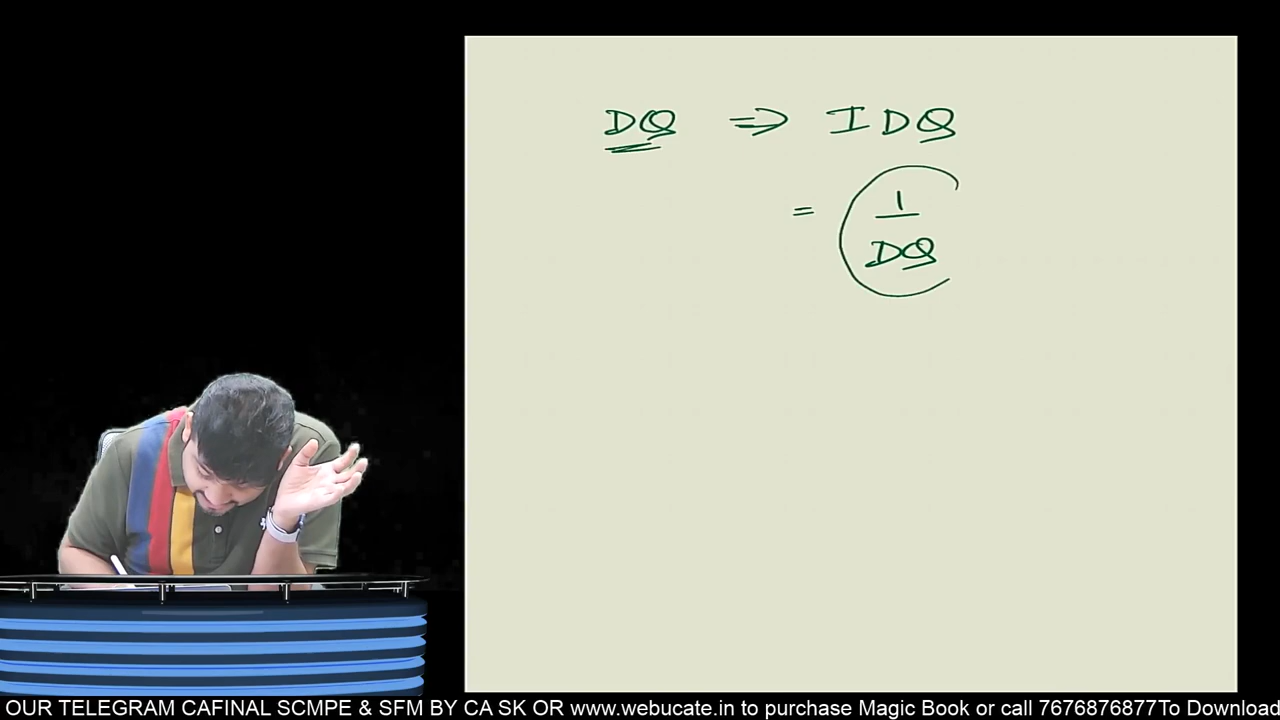 DQ ⇒ IDQ
= 1
DQ
OUR TELEGRAM CAFINAL SCMPE & SFM BY CA SK OR www.webucate.in to purchase Magic Book or call 7676876877To Download